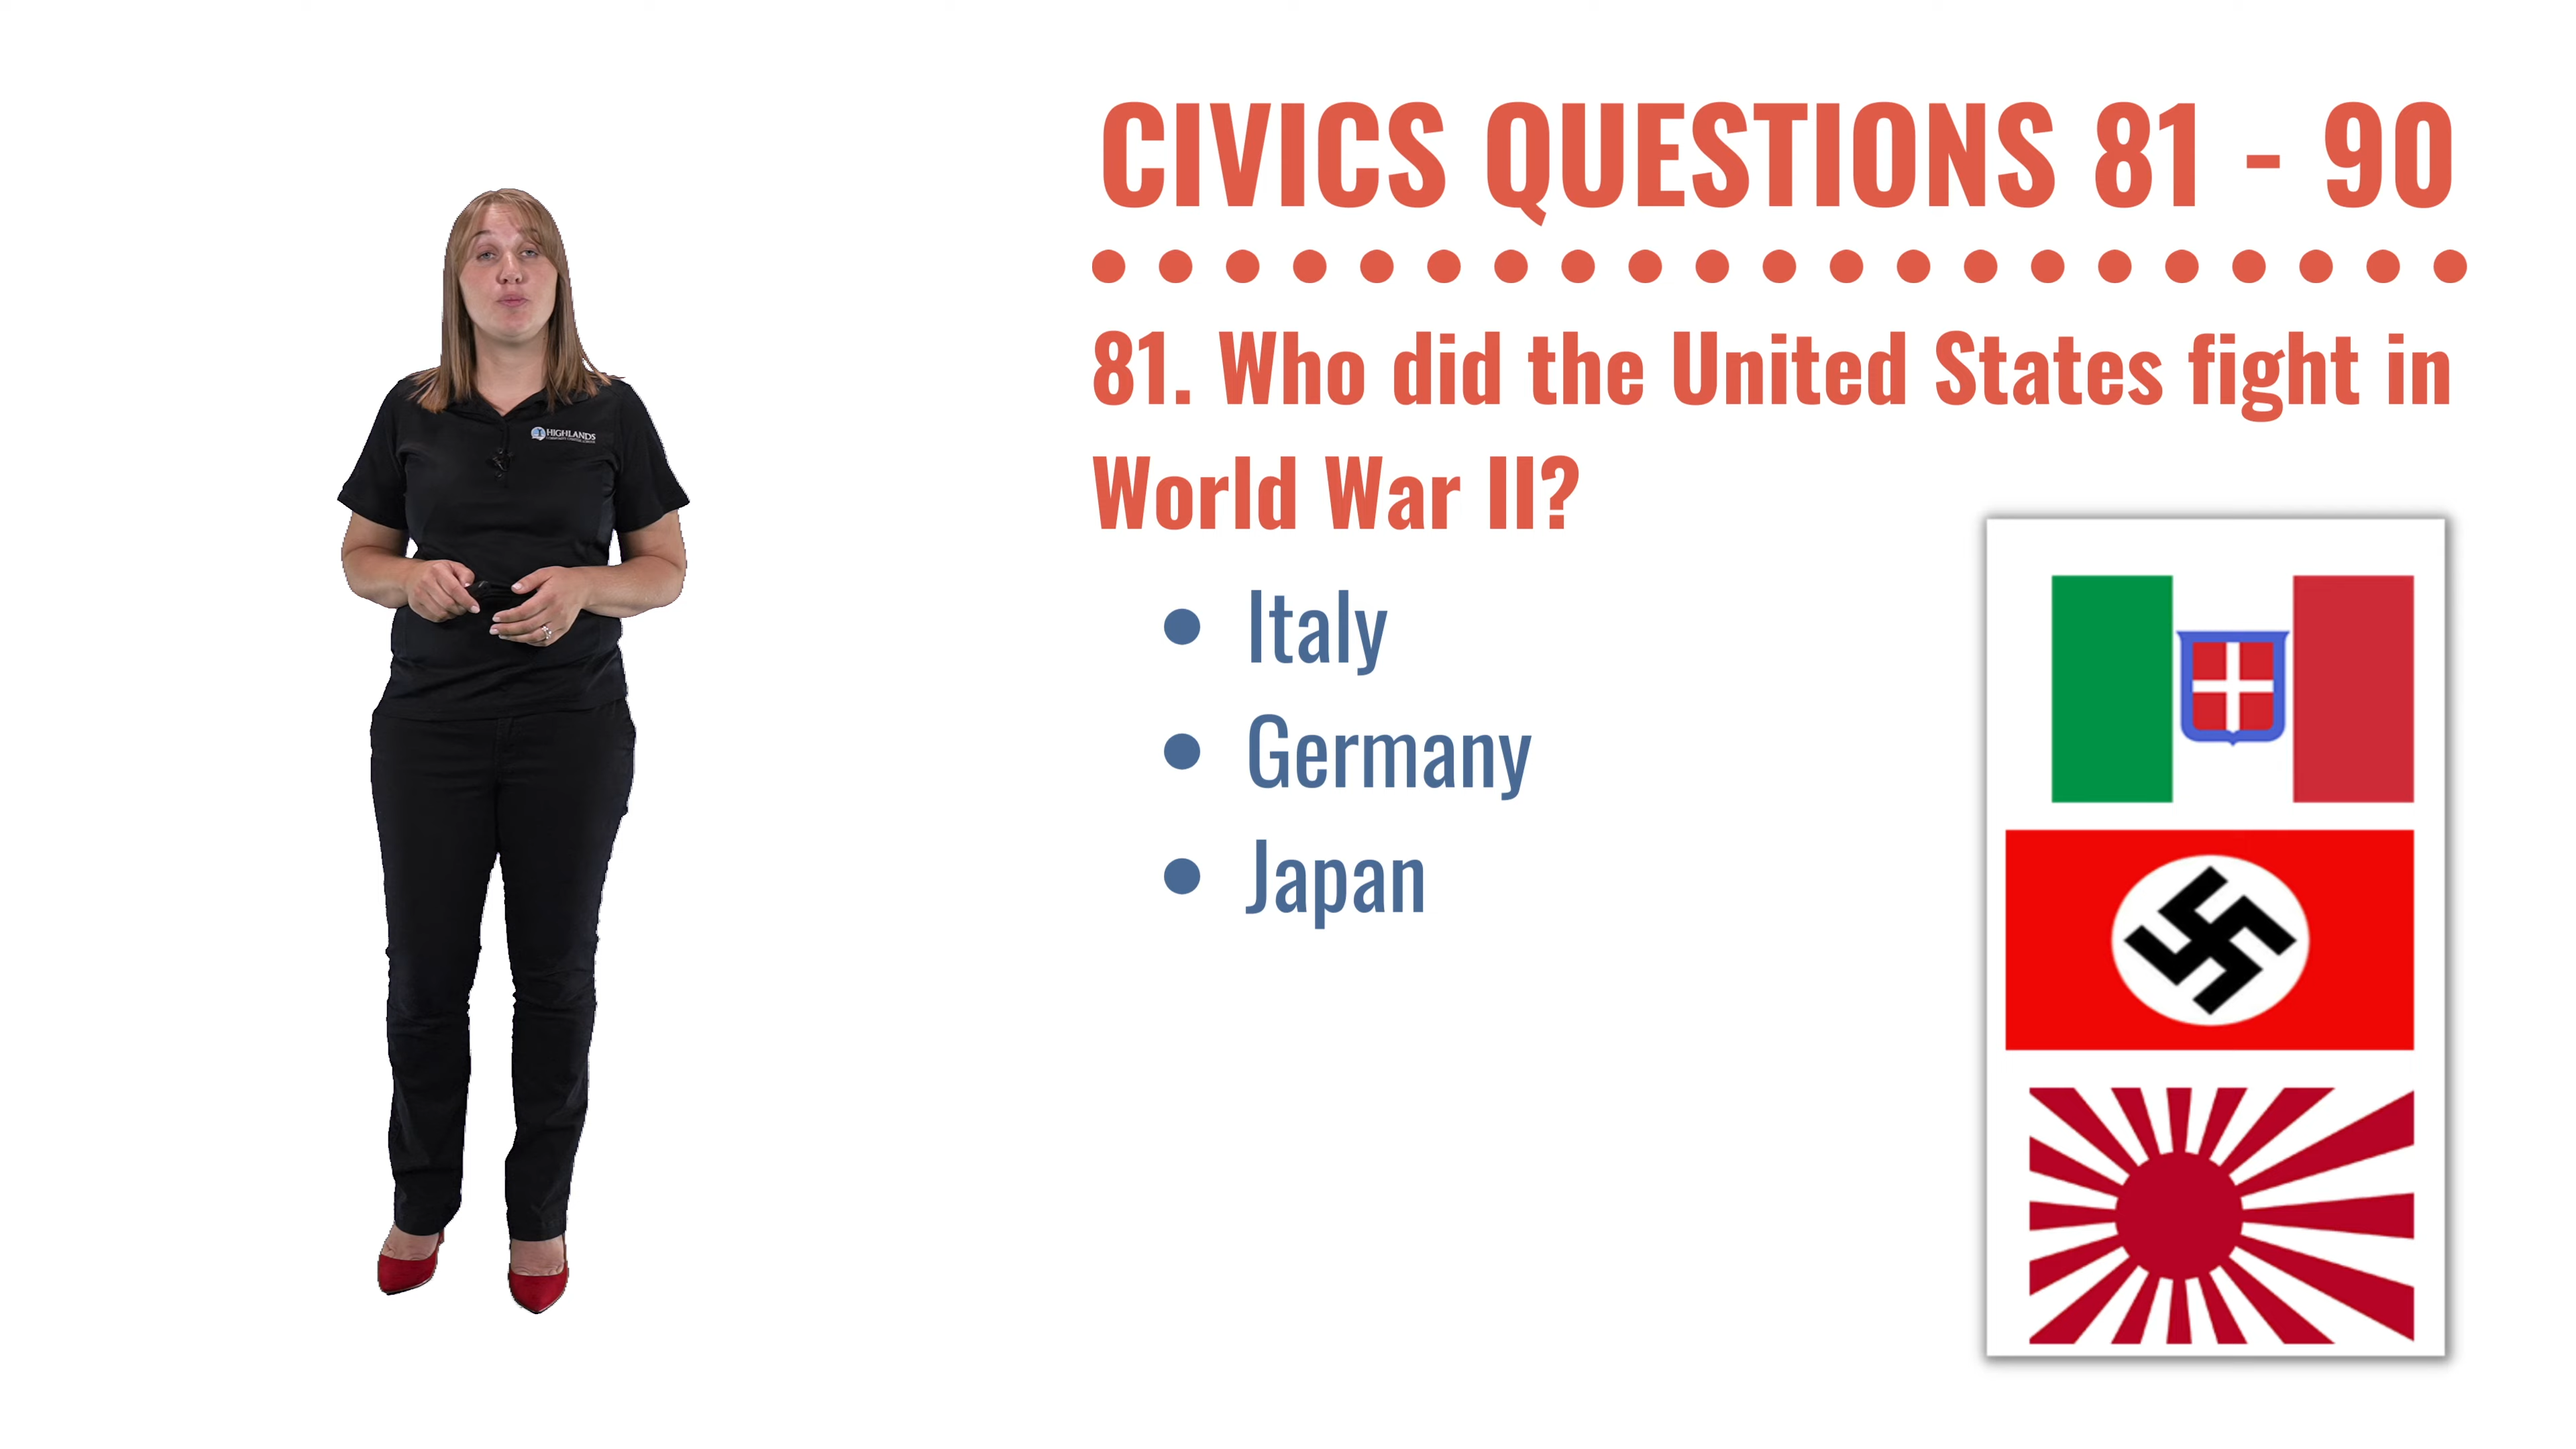 CIVICS QUESTIONS 81 - 90
81. Who did the United States fight in
World War II?
• Italy
• Germany
• Japan
HIGHLANDS